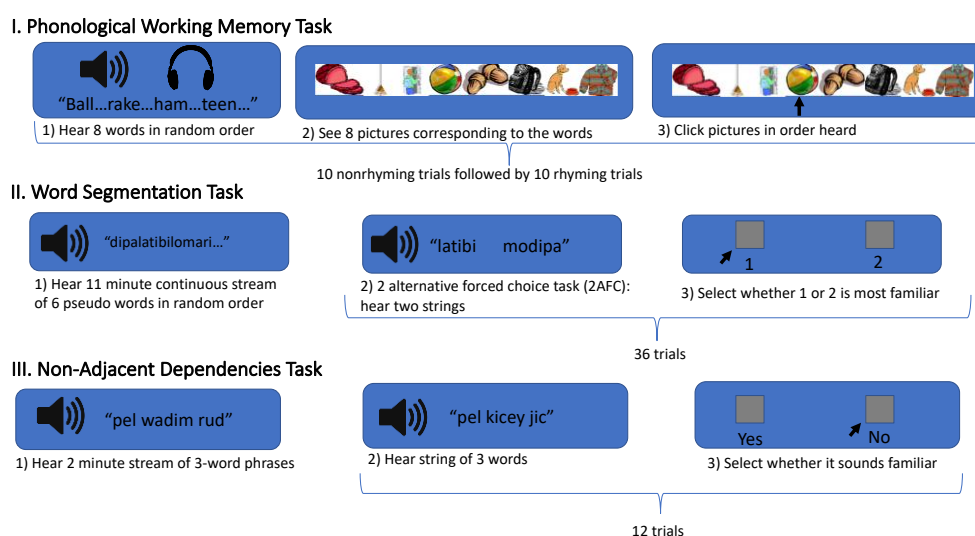 I. Phonological Working Memory Task
“Ball…rake…ham…teen…”
1) Hear 8 words in random order
2) See 8 pictures corresponding to the words
3) Click pictures in order heard
10 nonrhyming trials followed by 10 rhyming trials
II. Word Segmentation Task
“dipalatibilomari…”
1) Hear 11 minute continuous stream
of 6 pseudo words in random order
“latibi modipa”
2) 2 alternative forced choice task (2AFC):
hear two strings
1 2
3) Select whether 1 or 2 is most familiar
36 trials
III. Non-Adjacent Dependencies Task
“pel wadim rud”
1) Hear 2 minute stream of 3-word phrases
“pel kicey jic”
2) Hear string of 3 words
Yes No
3) Select whether it sounds familiar
12 trials